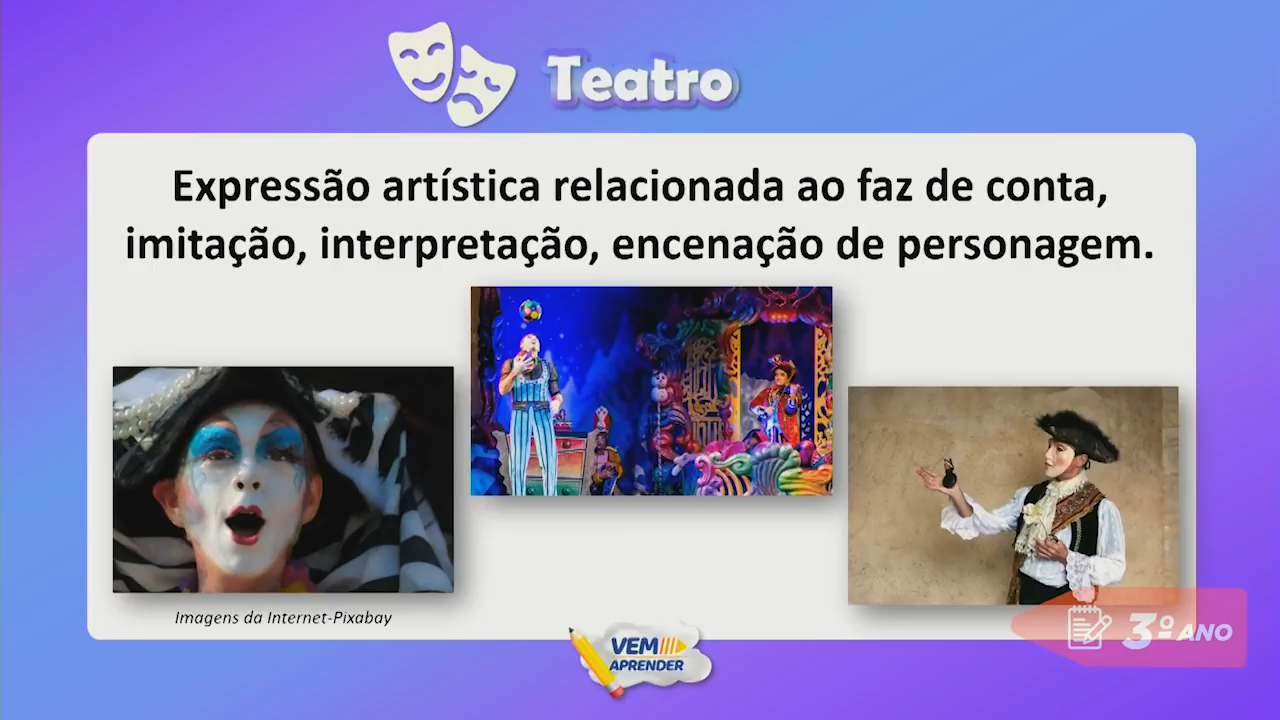 Teatro
Expressão artística relacionada ao faz de conta,
imitação, interpretação, encenação de personagem.
Imagens da Internet-Pixabay
VEM
APRENDER
3º ANO